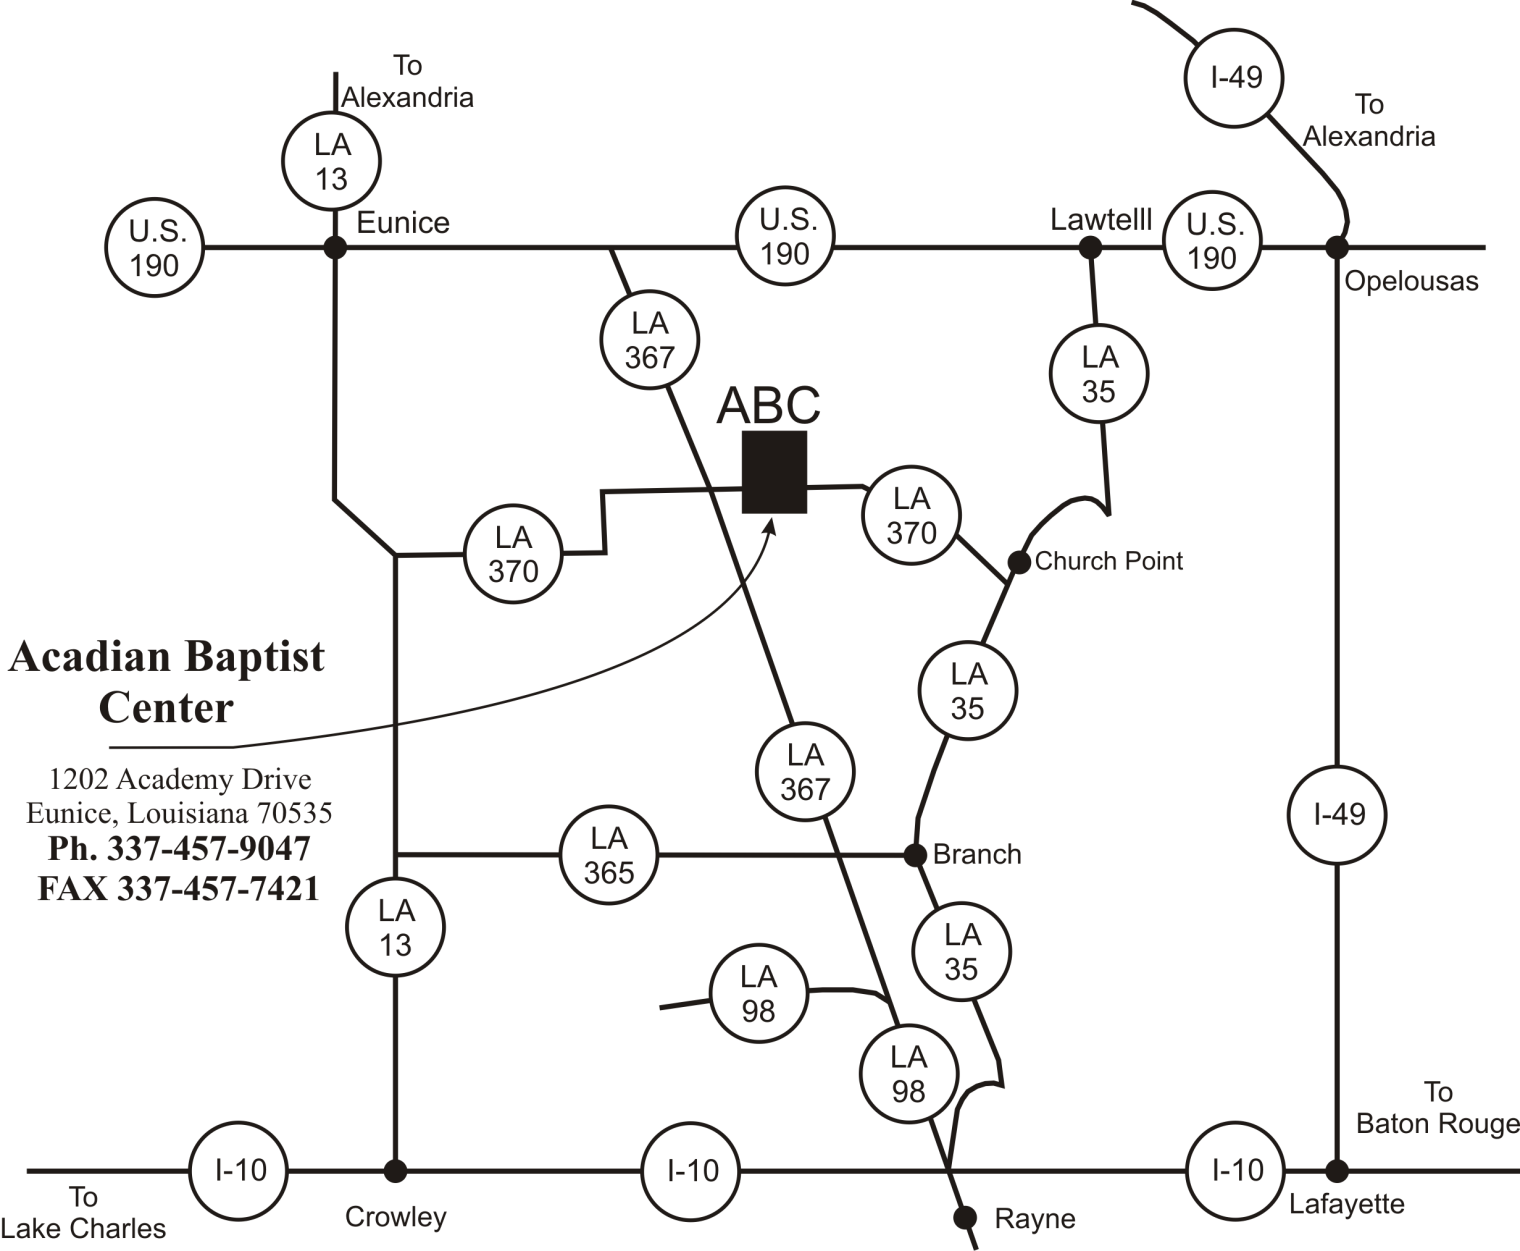 To
Alexandria
I-49
To
Alexandria
LA
13
U.S.
190
Eunice
U.S.
190
Lawtelll
U.S.
190
Opelousas
LA
367
LA
35
ABC
LA
370
LA
370
Church Point
Acadian Baptist
Center
1202 Academy Drive
Eunice, Louisiana 70535
Ph. 337-457-9047
FAX 337-457-7421
LA
35
LA
367
I-49
LA
365
Branch
LA
13
LA
35
LA
98
LA
98
To
Baton Rouge
I-10
I-10
I-10
To
Lake Charles
Crowley
Rayne
Lafayette